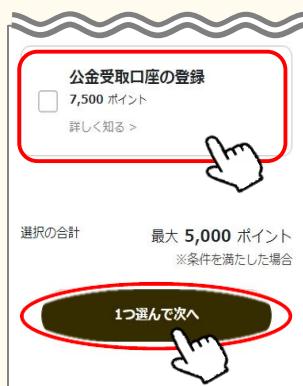 公金受取口座の登録
7,500 ポイント
詳しく知る >
選択の合計
最大 5,000 ポイント
※条件を満たした場合
1つ選んで次へ